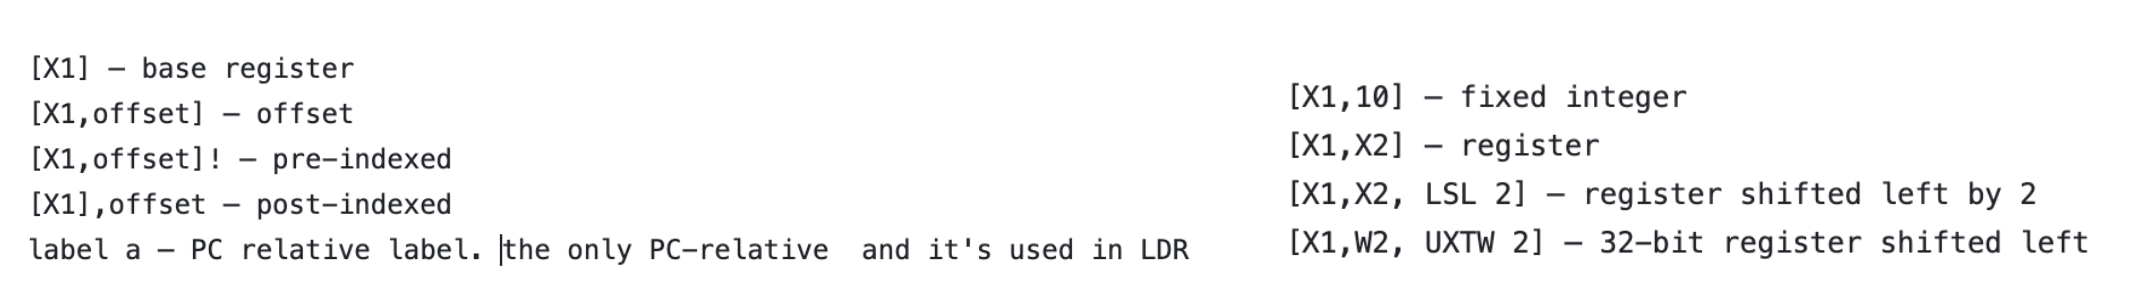 [X1] – base register
[X1,offset] – offset
[X1,offset]! – pre-indexed
[X1],offset – post-indexed
label a – PC relative label. the only PC-relative  and it's used in LDR
[X1,10] – fixed integer
[X1,X2] – register
[X1,X2, LSL 2] – register shifted left by 2
[X1,W2, UXTW 2] – 32-bit register shifted left